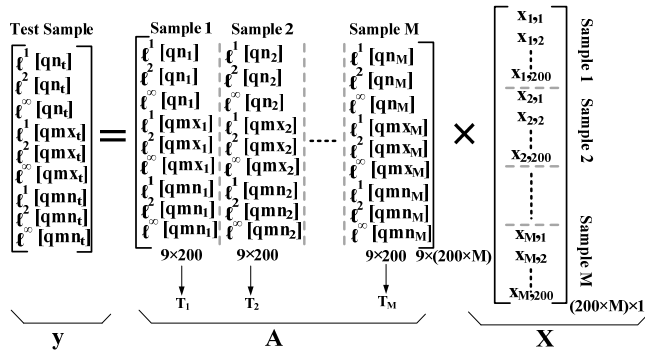 Test Sample
ℓ¹ [qnₜ]
ℓ² [qnₜ]
ℓ∞ [qnₜ]
ℓ¹ [qmxₜ]
ℓ² [qmxₜ]
ℓ∞ [qmxₜ]
ℓ¹ [qmnₜ]
ℓ² [qmnₜ]
ℓ∞ [qmnₜ]
y
=
Sample 1
ℓ¹ [qn₁]
ℓ² [qn₁]
ℓ∞ [qn₁]
ℓ¹ [qmx₁]
ℓ² [qmx₁]
ℓ∞ [qmx₁]
ℓ¹ [qmn₁]
ℓ² [qmn₁]
ℓ∞ [qmn₁]
9×200
T₁
Sample 2
ℓ¹ [qn₂]
ℓ² [qn₂]
ℓ∞ [qn₂]
ℓ¹ [qmx₂]
ℓ² [qmx₂]
ℓ∞ [qmx₂]
ℓ¹ [qmn₂]
ℓ² [qmn₂]
ℓ∞ [qmn₂]
9×200
T₂
Sample M
ℓ¹ [qn_M]
ℓ² [qn_M]
ℓ∞ [qn_M]
ℓ¹ [qmx_M]
ℓ² [qmx_M]
ℓ∞ [qmx_M]
ℓ¹ [qmn_M]
ℓ² [qmn_M]
ℓ∞ [qmn_M]
9×200
T_M
9×(200×M)
A
×
x₁,₁
x₁,₂
x₁,₂₀₀
x₂,₁
x₂,₂
x₂,₂₀₀
x_M,₁
x_M,₂
x_M,₂₀₀
Sample 1
Sample 2
Sample M
(200×M)×1
X